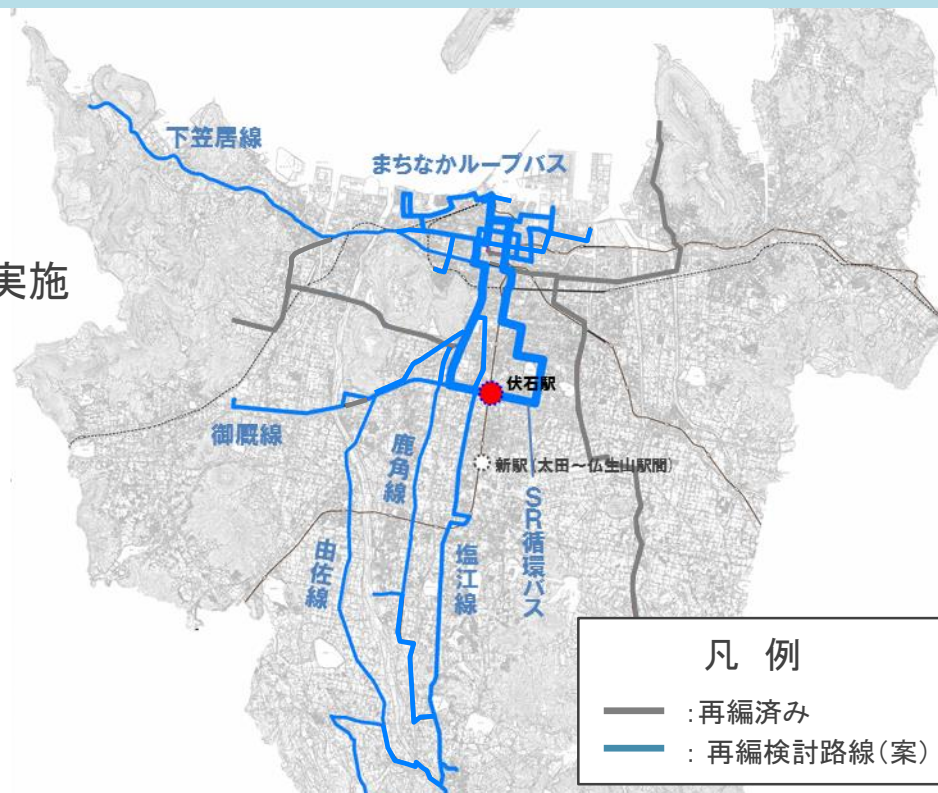 下笠居線
まちなかループバス
実施
伏石駅
御厩線
鹿角線
新駅（太田～仏生山駅間）
SR循環バス
由佐線
塩江線
凡 例
：再編済み
：再編検討路線（案）